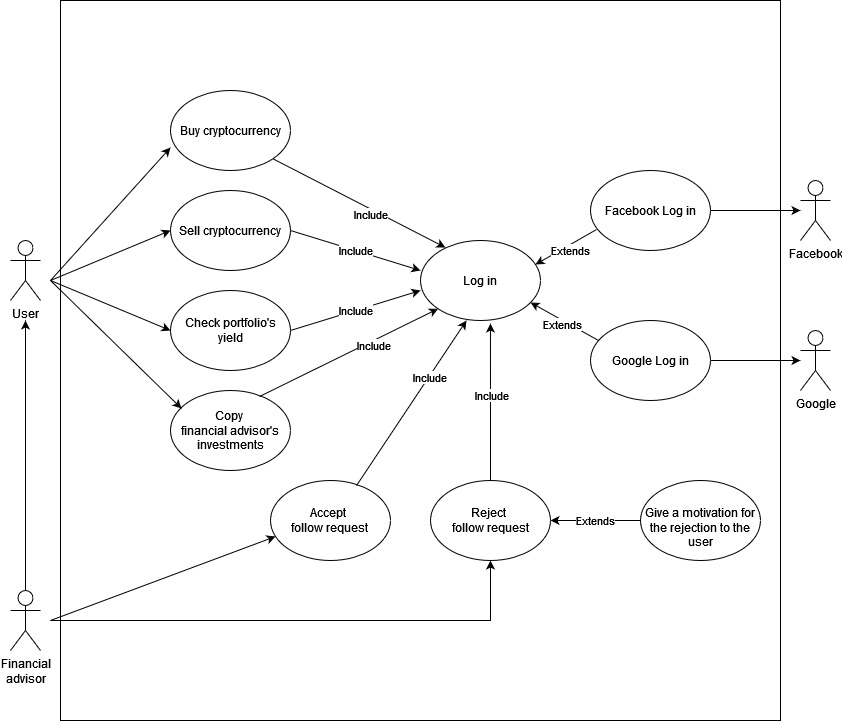 Buy cryptocurrency
Include
Sell cryptocurrency
Include
Log in
Facebook Log in
Extends
Facebook
User
Check portfolio's
yield
Include
Include
Extends
Google Log in
Google
Copy
financial advisor's
investments
Include
Include
Accept
follow request
Reject
follow request
Extends
Give a motivation for
the rejection to the
user
Financial
advisor